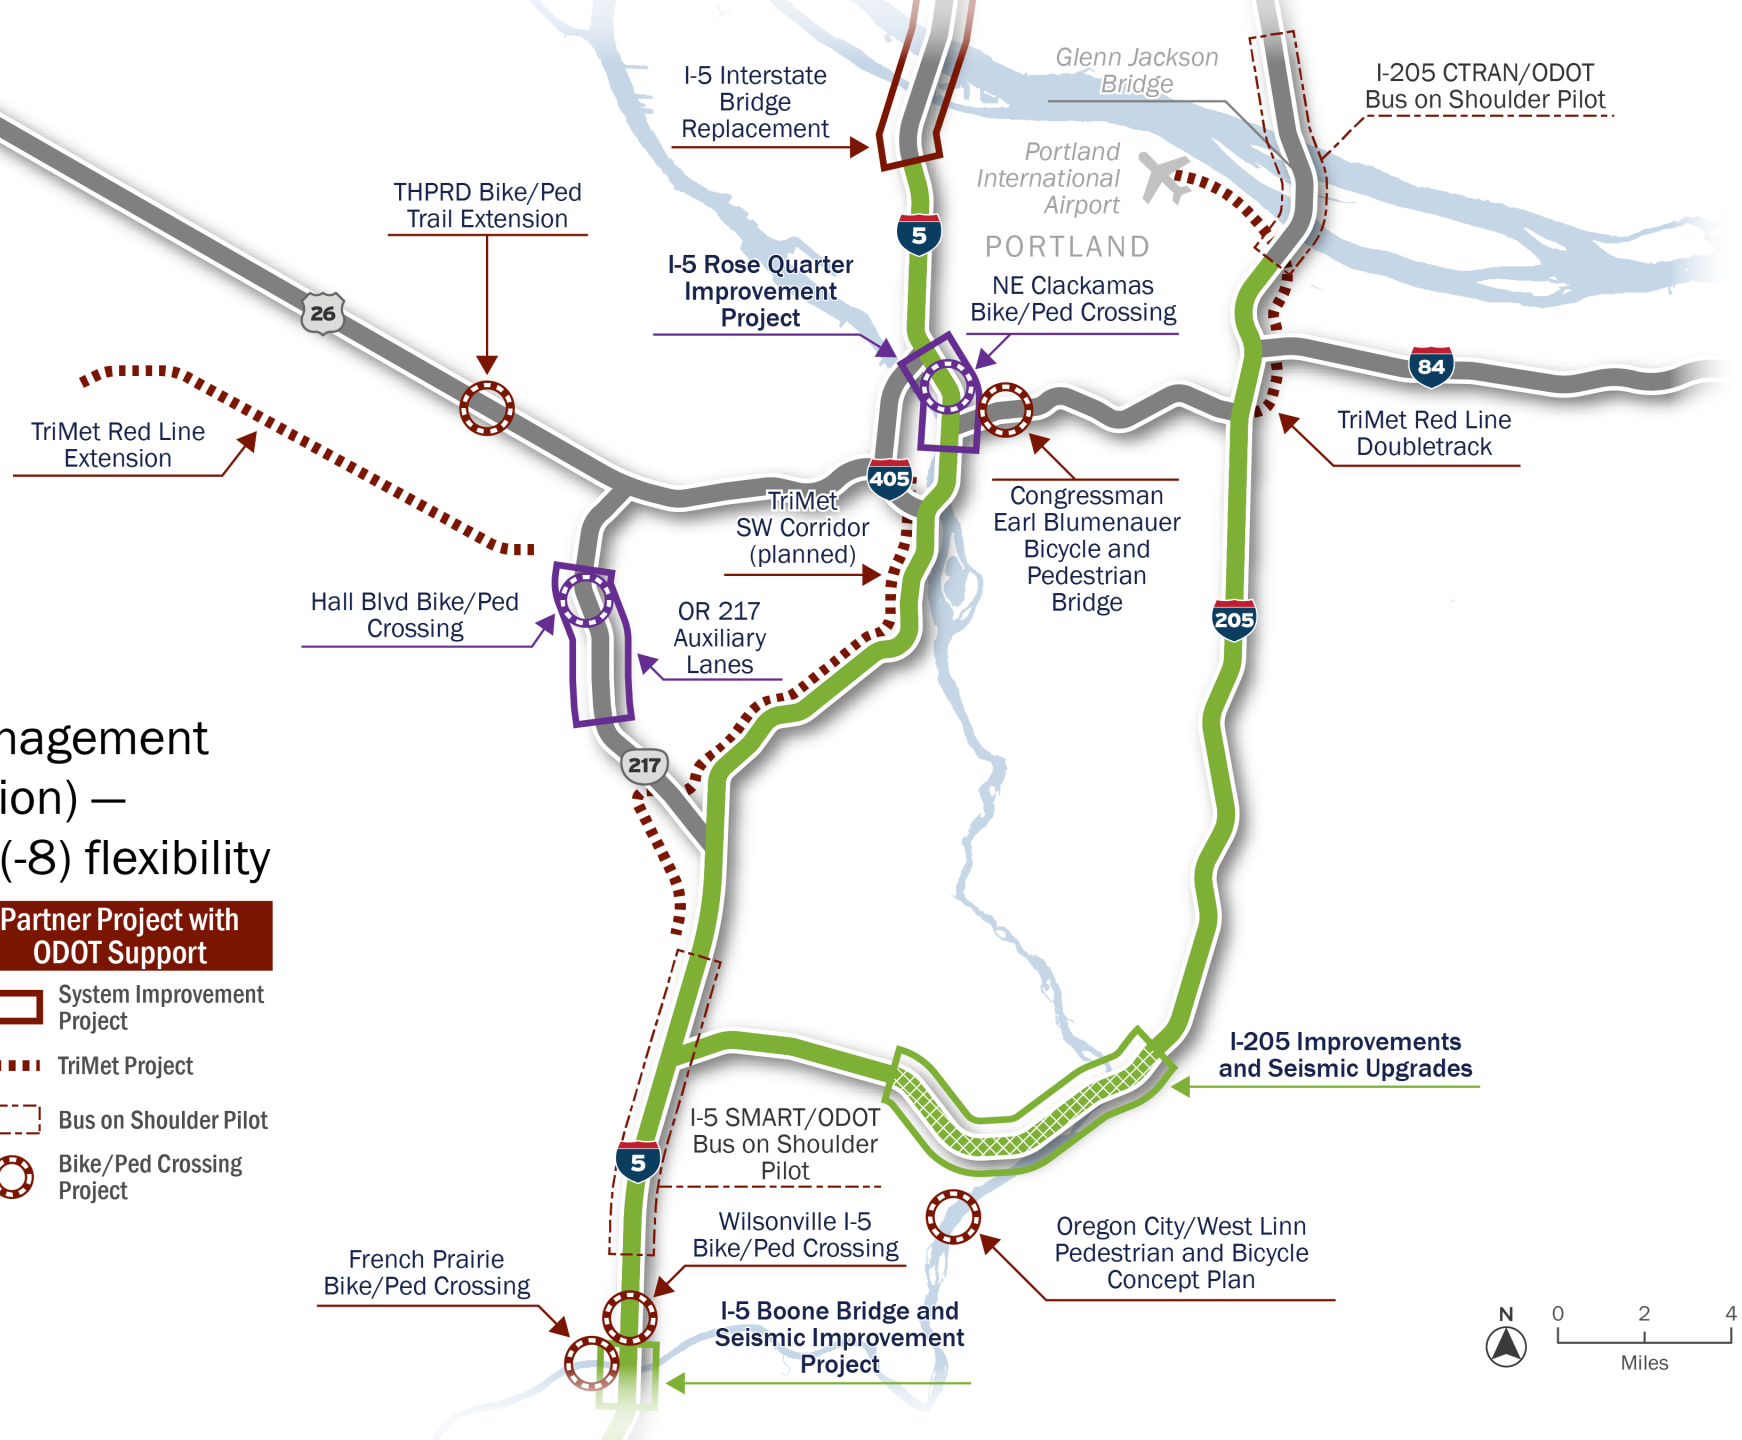 I-5 Interstate
Bridge
Replacement
Glenn Jackson
Bridge
I-205 CTRAN/ODOT
Bus on Shoulder Pilot
Portland
International
Airport
THPRD Bike/Ped
Trail Extension
5
PORTLAND
I-5 Rose Quarter
Improvement
Project
NE Clackamas
Bike/Ped Crossing
26
84
TriMet Red Line
Extension
TriMet Red Line
Doubletrack
405
TriMet
SW Corridor
(planned)
Congressman
Earl Blumenauer
Bicycle and
Pedestrian
Bridge
Hall Blvd Bike/Ped
Crossing
OR 217
Auxiliary
Lanes
205
217
nagement
ion) —
(-8) flexibility
Partner Project with
ODOT Support
System Improvement
Project
TriMet Project
Bus on Shoulder Pilot
Bike/Ped Crossing
Project
I-205 Improvements
and Seismic Upgrades
I-5 SMART/ODOT
Bus on Shoulder
Pilot
5
Wilsonville I-5
Bike/Ped Crossing
French Prairie
Bike/Ped Crossing
Oregon City/West Linn
Pedestrian and Bicycle
Concept Plan
I-5 Boone Bridge and
Seismic Improvement
Project
N
0 2 4
Miles